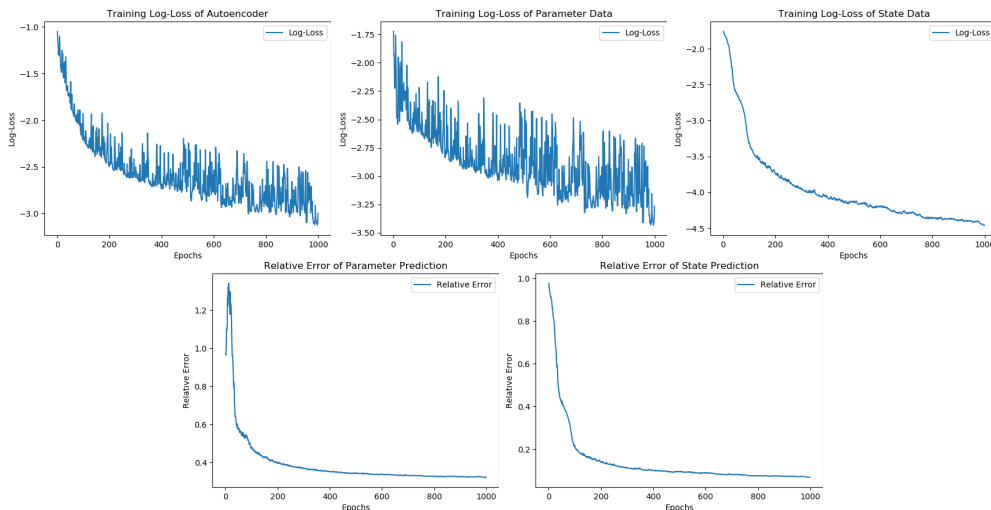 Training Log-Loss of Autoencoder
Log-Loss
−1.0
−1.5
−2.0
−2.5
−3.0
Log-Loss
0 200 400 600 800 1000
Epochs
Training Log-Loss of Parameter Data
Log-Loss
−1.75
−2.00
−2.25
−2.50
−2.75
−3.00
−3.25
−3.50
Log-Loss
0 200 400 600 800 1000
Epochs
Training Log-Loss of State Data
Log-Loss
−2.0
−2.5
−3.0
−3.5
−4.0
−4.5
Log-Loss
0 200 400 600 800 1000
Epochs
Relative Error of Parameter Prediction
Relative Error
1.2
1.0
0.8
0.6
0.4
Relative Error
0 200 400 600 800 1000
Epochs
Relative Error of State Prediction
Relative Error
1.0
0.8
0.6
0.4
0.2
Relative Error
0 200 400 600 800 1000
Epochs